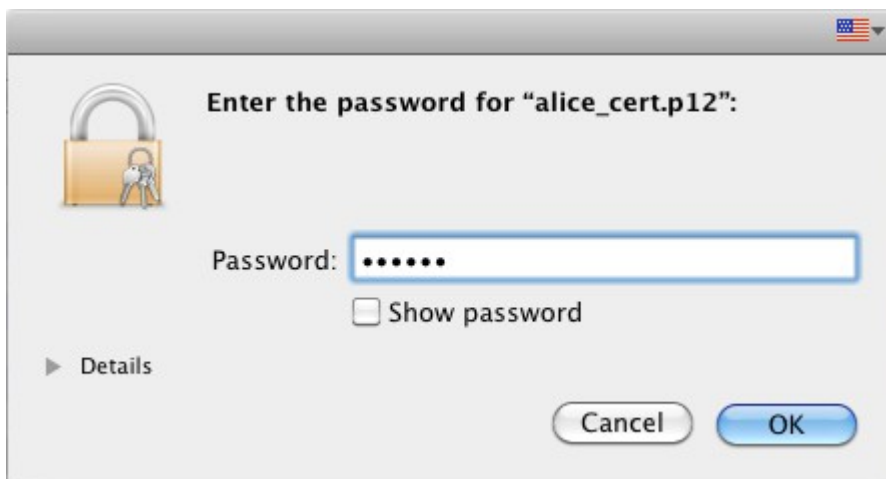 Enter the password for “alice_cert.p12”:
Password: ••••••
Show password
Details
Cancel OK